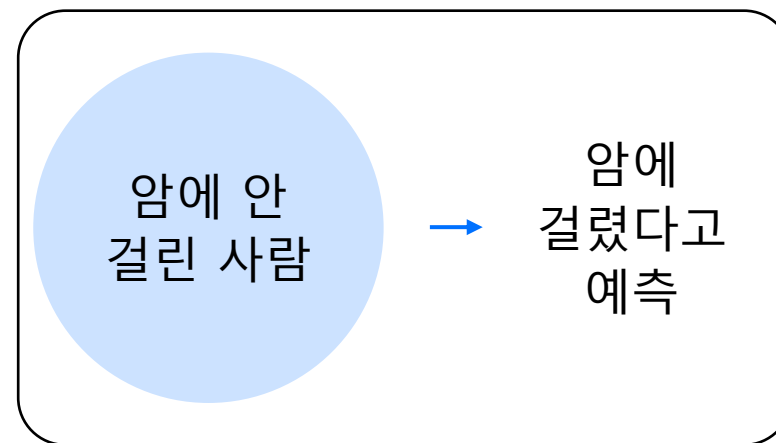 암에 안
걸린 사람
암에
걸렸다고
예측